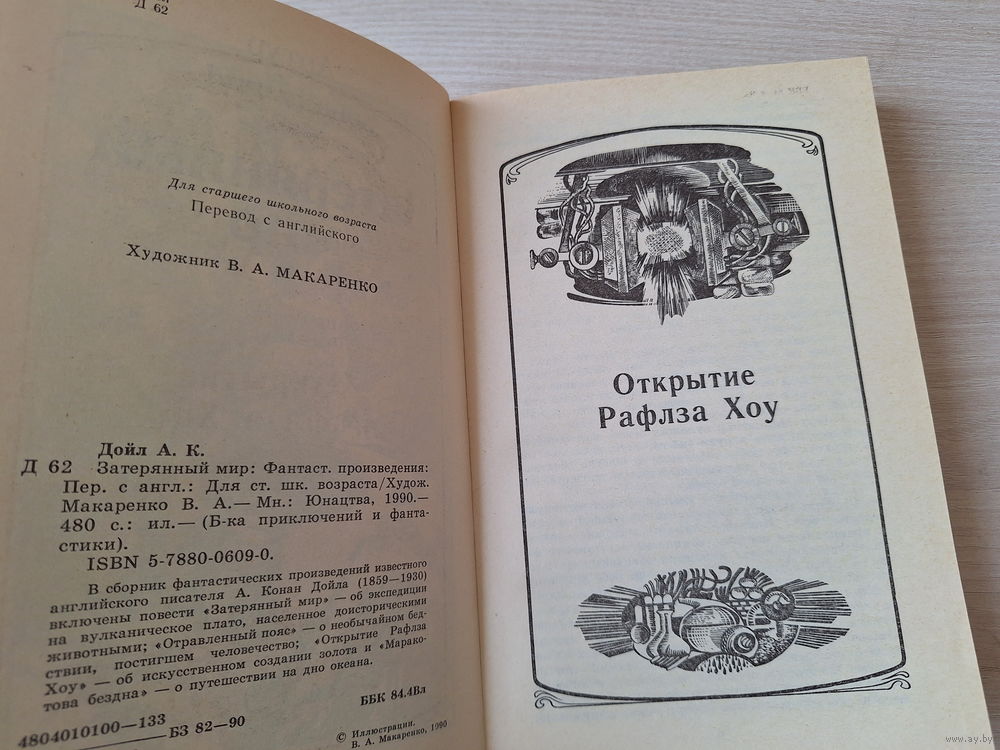 Д 62
Для старшего школьного возраста
Перевод с английского
Художник В. А. МАКАРЕНКО
Дойл А. К.
Д 62 Затерянный мир: Фантаст. произведения:
Пер. с англ.: Для ст. шк. возраста/Худож.
Макаренко В. А.— Мн.: Юнацтва, 1990.—
480 с.: ил.— (Б-ка приключений и фанта-
стики).
ISBN 5-7880-0609-0.
В сборник фантастических произведений известного
английского писателя А. Конан Дойла (1859—1930)
включены повести «Затерянный мир» — об экспедиции
на вулканическое плато, населенное доисторическими
животными; «Отравленный пояс» — о необычайном бед-
ствии, постигшем человечество; «Открытие Рафлза
Хоу» — об искусственном создании золота и «Марако-
това бездна» — о путешествии на дно океана.
4804010100—133
БЗ 82—90
ББК 84.4Вл
© Иллюстрации.
В. А. Макаренко, 1990
Открытие
Рафлза Хоу
www.ay.by